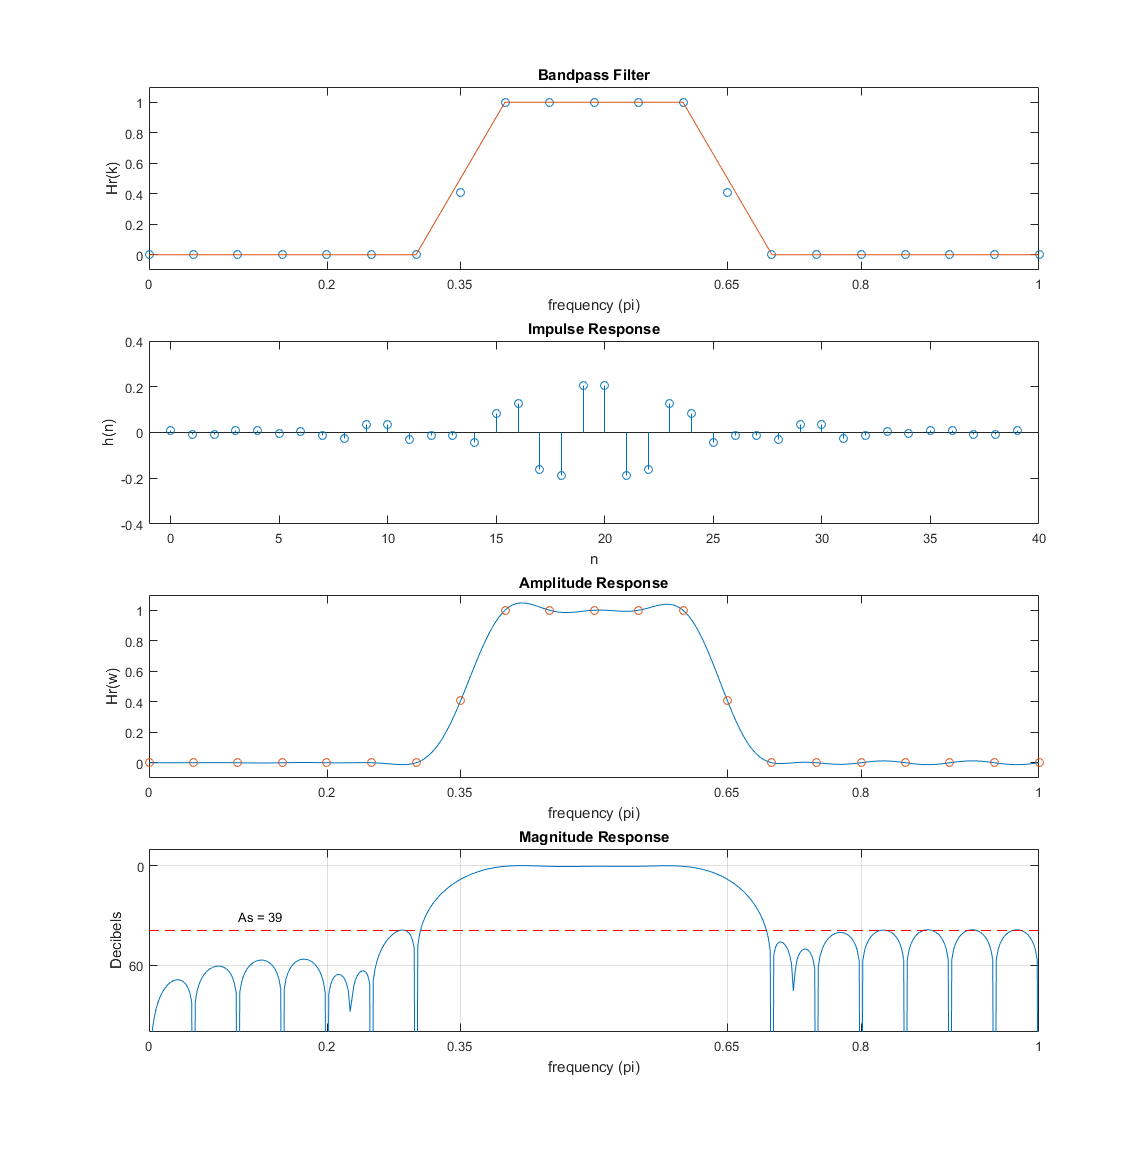 Bandpass Filter
1
0.8
0.6
0.4
0.2
0
Hr(k)
0 0.2 0.35 0.65 0.8 1
frequency (pi)
Impulse Response
0.4
0.2
0
-0.2
-0.4
h(n)
0 5 10 15 20 25 30 35 40
n
Amplitude Response
1
0.8
0.6
0.4
0.2
0
Hr(w)
0 0.2 0.35 0.65 0.8 1
frequency (pi)
Magnitude Response
0
60
Decibels
As = 39
0 0.2 0.35 0.65 0.8 1
frequency (pi)